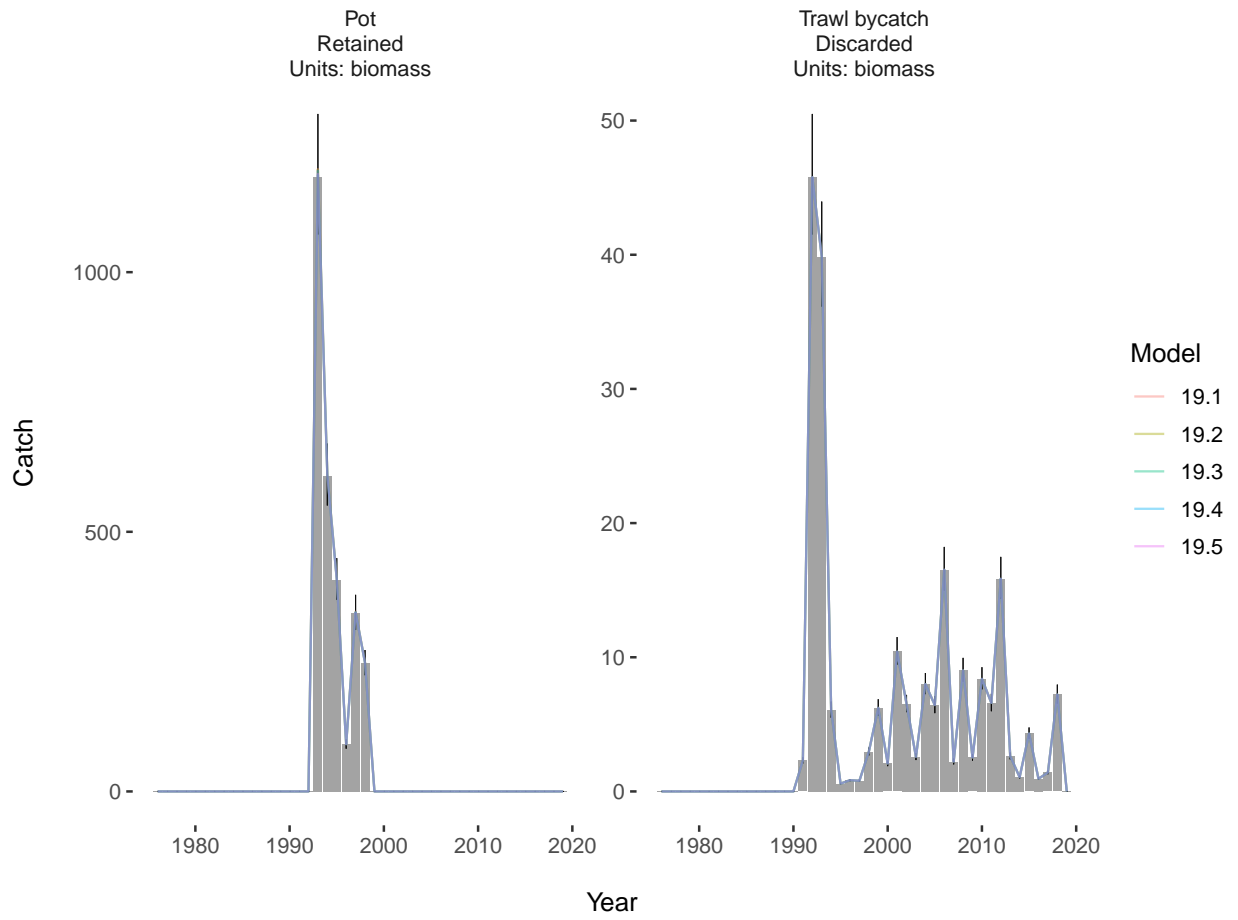 Pot
Retained
Units: biomass
Trawl bycatch
Discarded
Units: biomass
Catch
1000
500
0
50
40
30
20
10
0
1980 1990 2000 2010 2020
1980 1990 2000 2010 2020
Year
Model
19.1
19.2
19.3
19.4
19.5